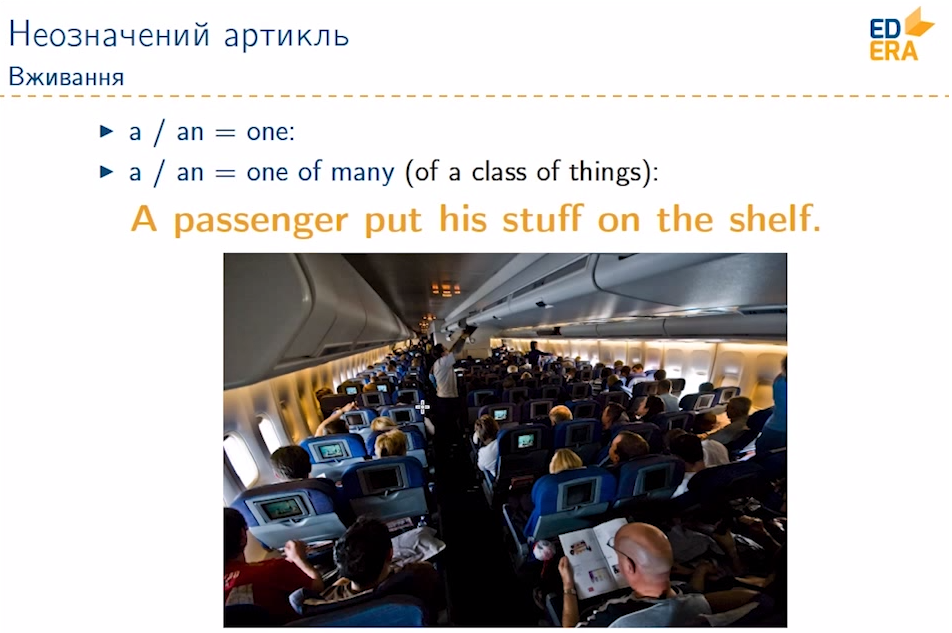 Неозначений артикль
ED
ERA
Вживання
▶ a / an = one:
▶ a / an = one of many (of a class of things):
A passenger put his stuff on the shelf.